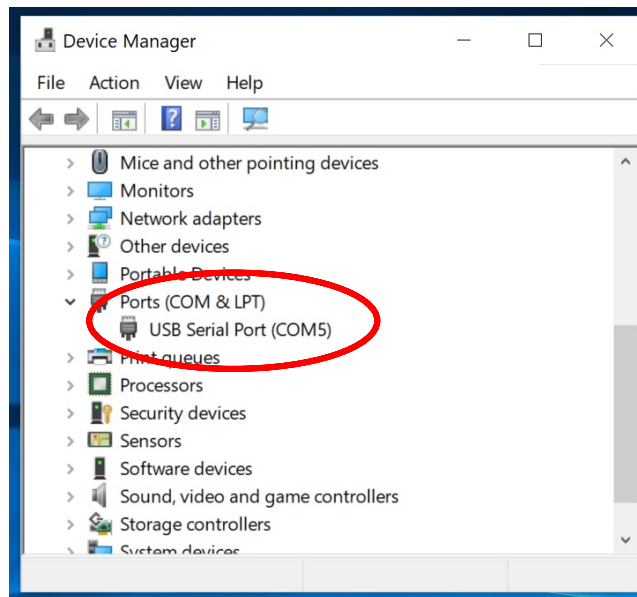 Device Manager
File Action View Help
Mice and other pointing devices
Monitors
Network adapters
Other devices
Portable Devices
Ports (COM & LPT)
USB Serial Port (COM5)
Print queues
Processors
Security devices
Sensors
Software devices
Sound, video and game controllers
Storage controllers
System devices